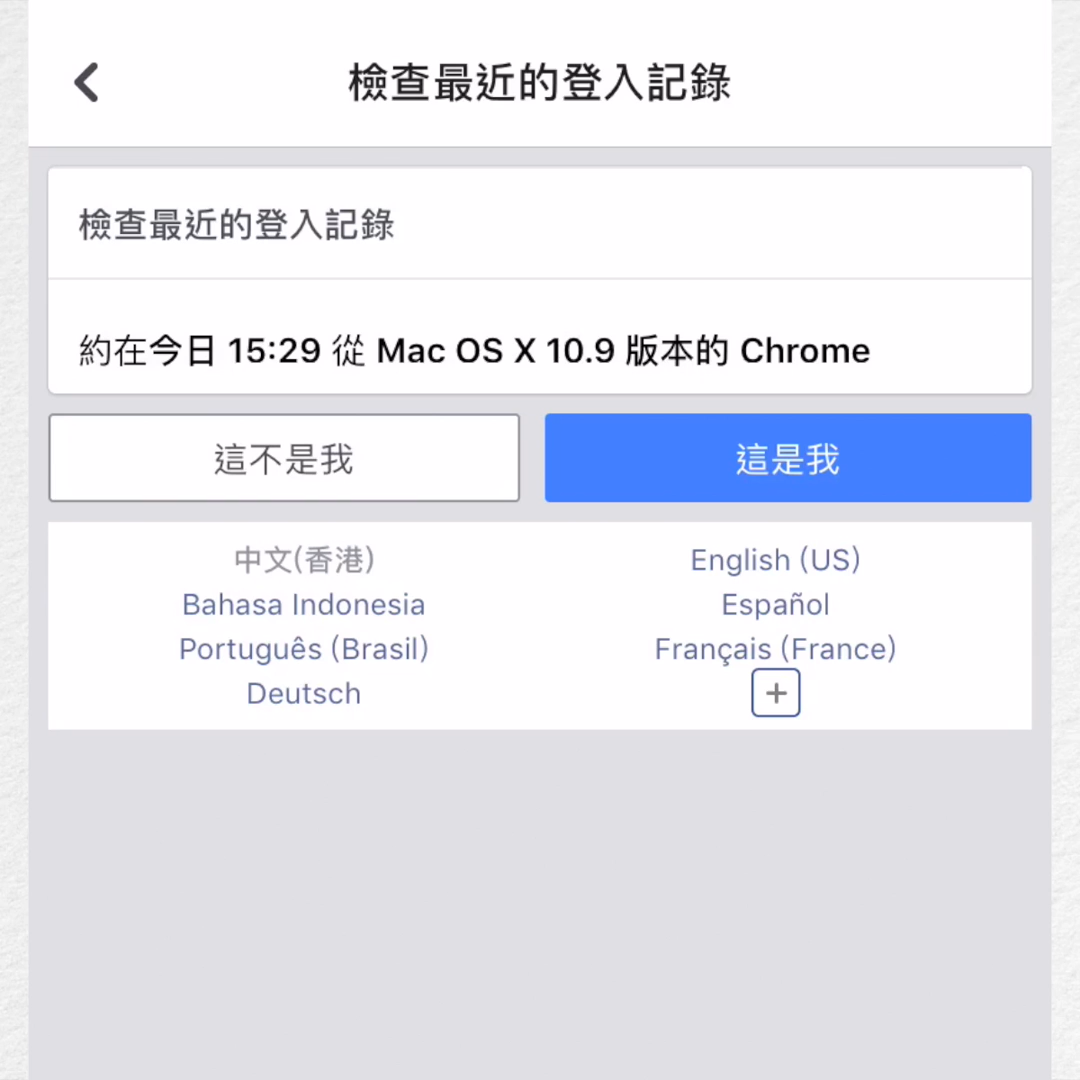 檢查最近的登入記錄
檢查最近的登入記錄
約在今日 15:29 從 Mac OS X 10.9 版本的 Chrome
這不是我
這是我
中文(香港)
English (US)
Bahasa Indonesia
Español
Português (Brasil)
Français (France)
Deutsch
+